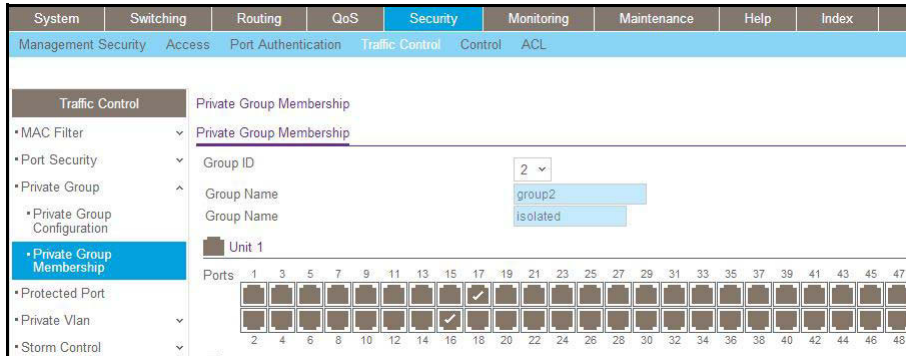 System Switching Routing QoS Security Monitoring Maintenance Help Index
Management Security Access Port Authentication Traffic Control Control ACL
Traffic Control
MAC Filter
Port Security
Private Group
Private Group
Configuration
Private Group
Membership
Protected Port
Private Vlan
Storm Control
Private Group Membership
Private Group Membership
Group ID 2
Group Name group2
Group Name isolated
Unit 1
Ports 1 3 5 7 9 11 13 15 17 19 21 23 25 27 29 31 33 35 37 39 41 43 45 47
2 4 6 8 10 12 14 16 18 20 22 24 26 28 30 32 34 36 38 40 42 44 46 48